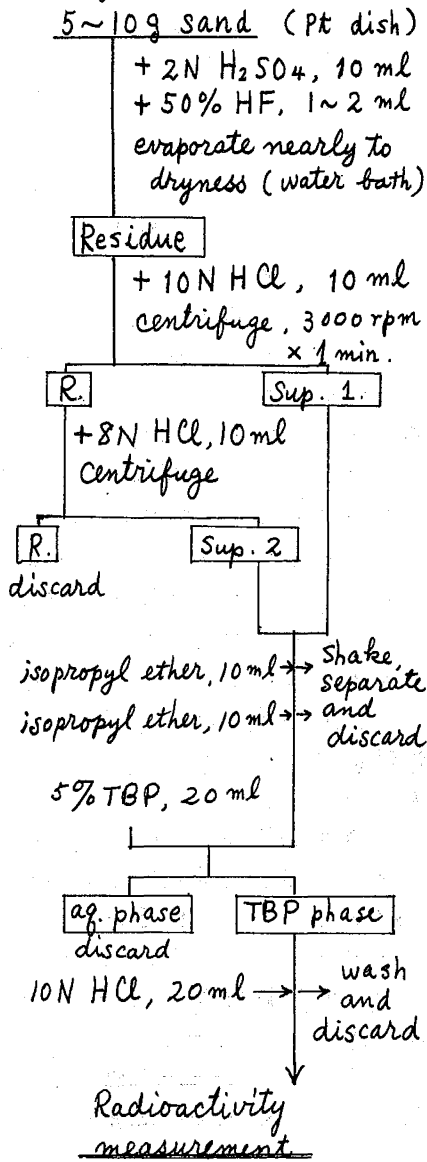 5~10g sand (Pt dish)
+ 2N H₂SO₄, 10 ml
+ 50% HF, 1~2 ml
evaporate nearly to
dryness (water bath)
Residue
+ 10N HCl, 10 ml
centrifuge, 3000 rpm
× 1 min.
R.
Sup. 1.
+8N HCl, 10ml
centrifuge
R.
Sup. 2
discard
isopropyl ether, 10 ml → → shake,
separate
isopropyl ether, 10 ml → → and
discard
5% TBP, 20 ml
aq. phase
TBP phase
discard
10N HCl, 20 ml → → wash
and
discard
Radioactivity
measurement